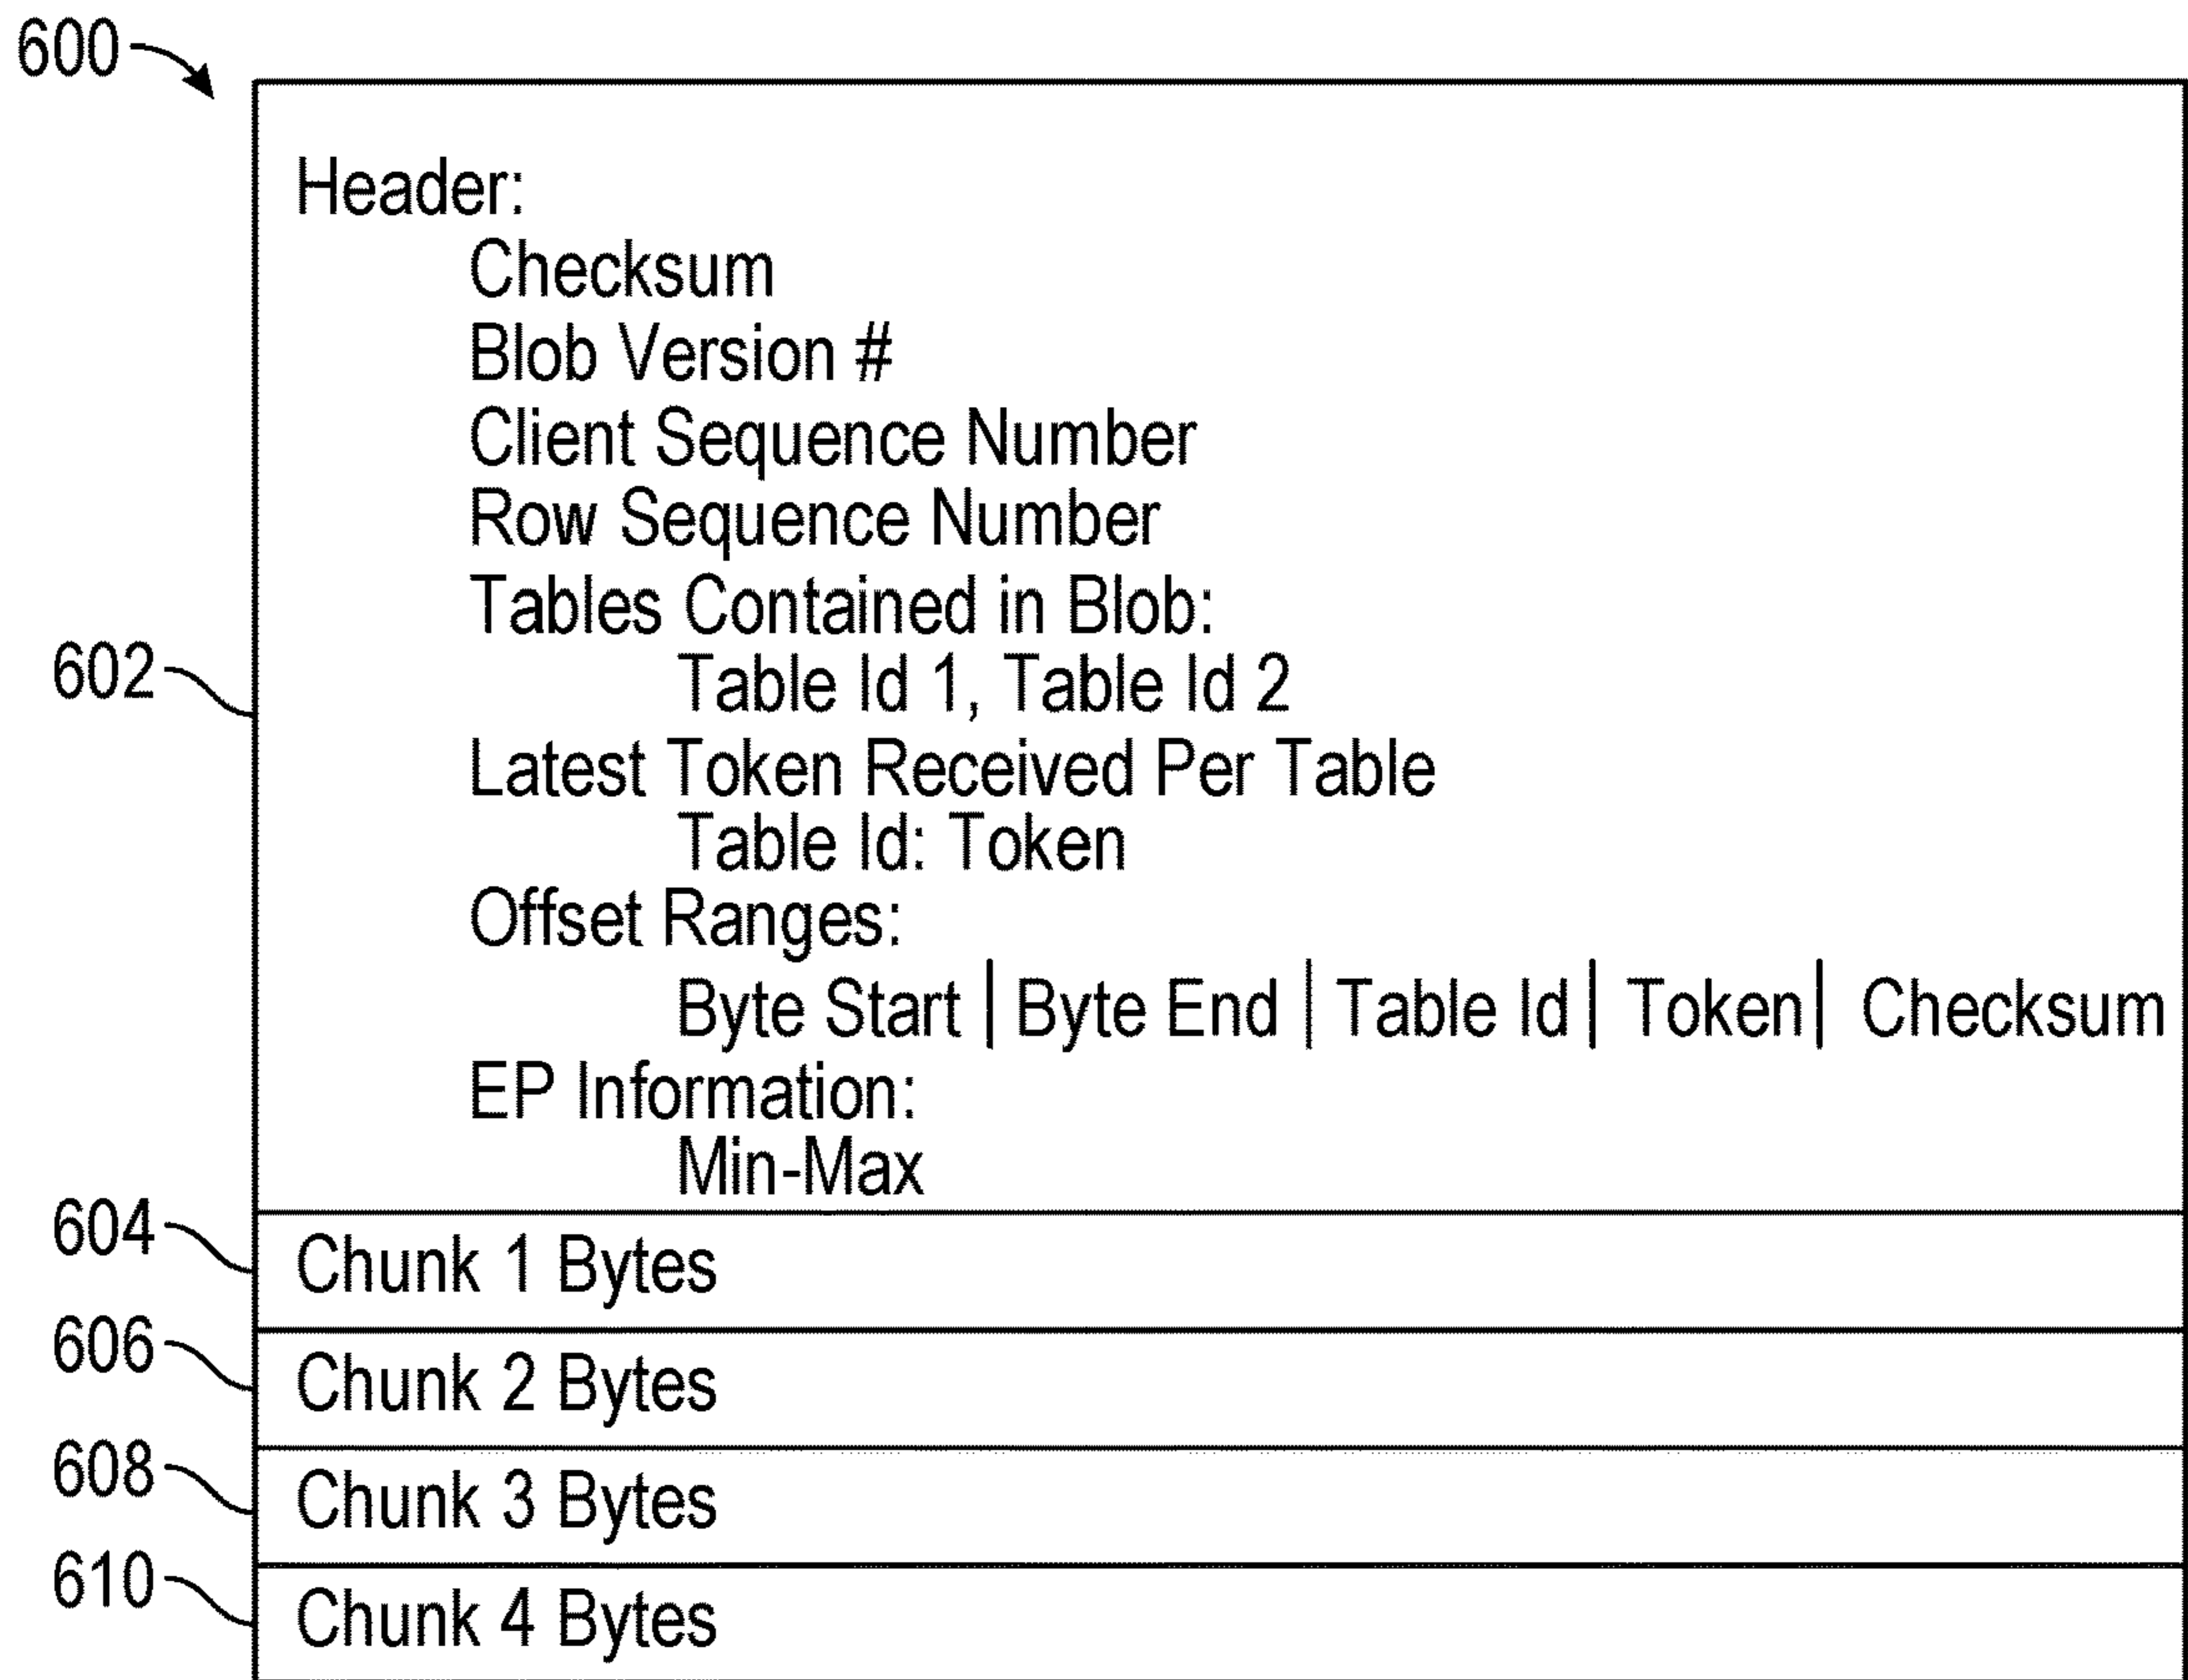 600
Header:
Checksum
Blob Version #
Client Sequence Number
Row Sequence Number
Tables Contained in Blob:
602
Table Id 1, Table Id 2
Latest Token Received Per Table
Table Id: Token
Offset Ranges:
Byte Start | Byte End | Table Id | Token | Checksum
EP Information:
Min-Max
604
Chunk 1 Bytes
606
Chunk 2 Bytes
608
Chunk 3 Bytes
610
Chunk 4 Bytes